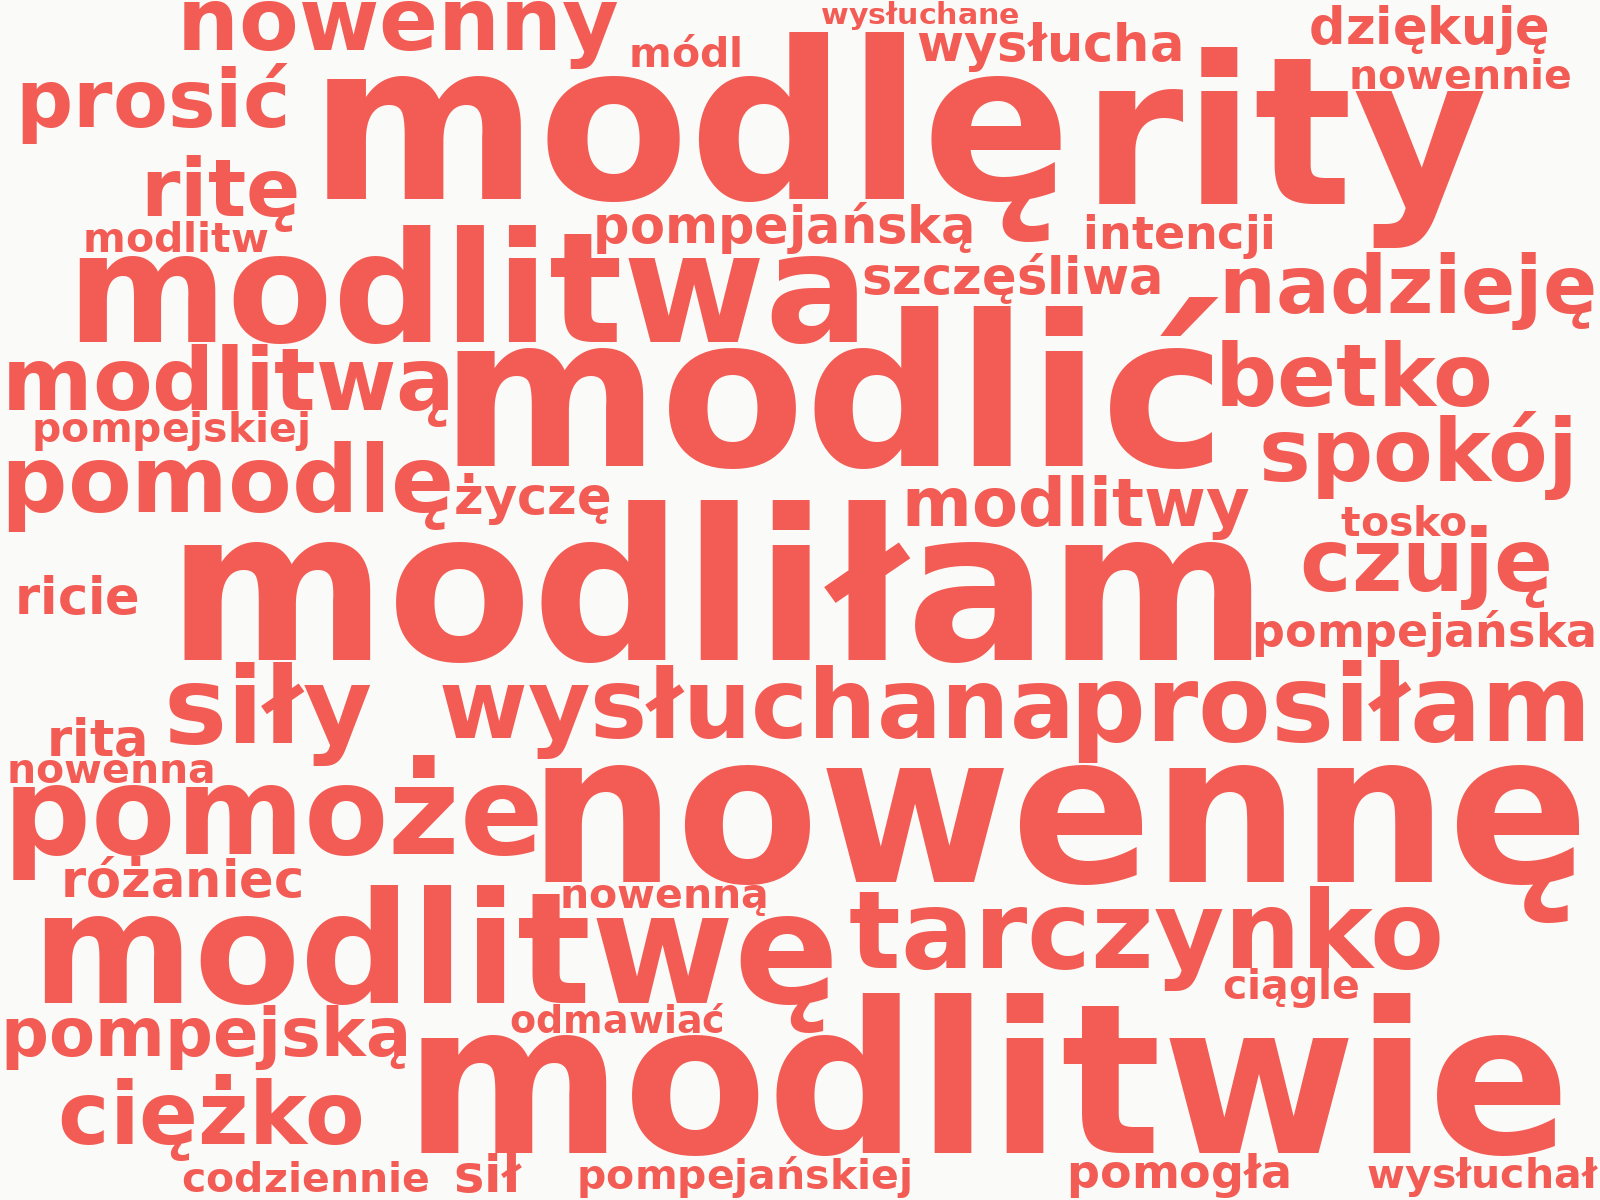 nowenny
wysłuchane
dziękuję
módl
wysłucha
nowennie
prosić
modlę
rity
ritę
modlitw
pompejańską
intencji
modlitwa
szczęśliwa
nadzieję
modlitwą
modlić
betko
pompejskiej
spokój
pomodlę
życzę
modlitwy
tosko
czuję
ricie
modliłam
pompejańska
siły
wysłuchana
prosiłam
rita
nowenna
pomoże
nowennę
różaniec
nowenną
modlitwę
tarczynko
ciągle
pompejską
odmawiać
modlitwie
ciężko
codziennie
sił
pompejańskiej
pomogła
wysłuchał